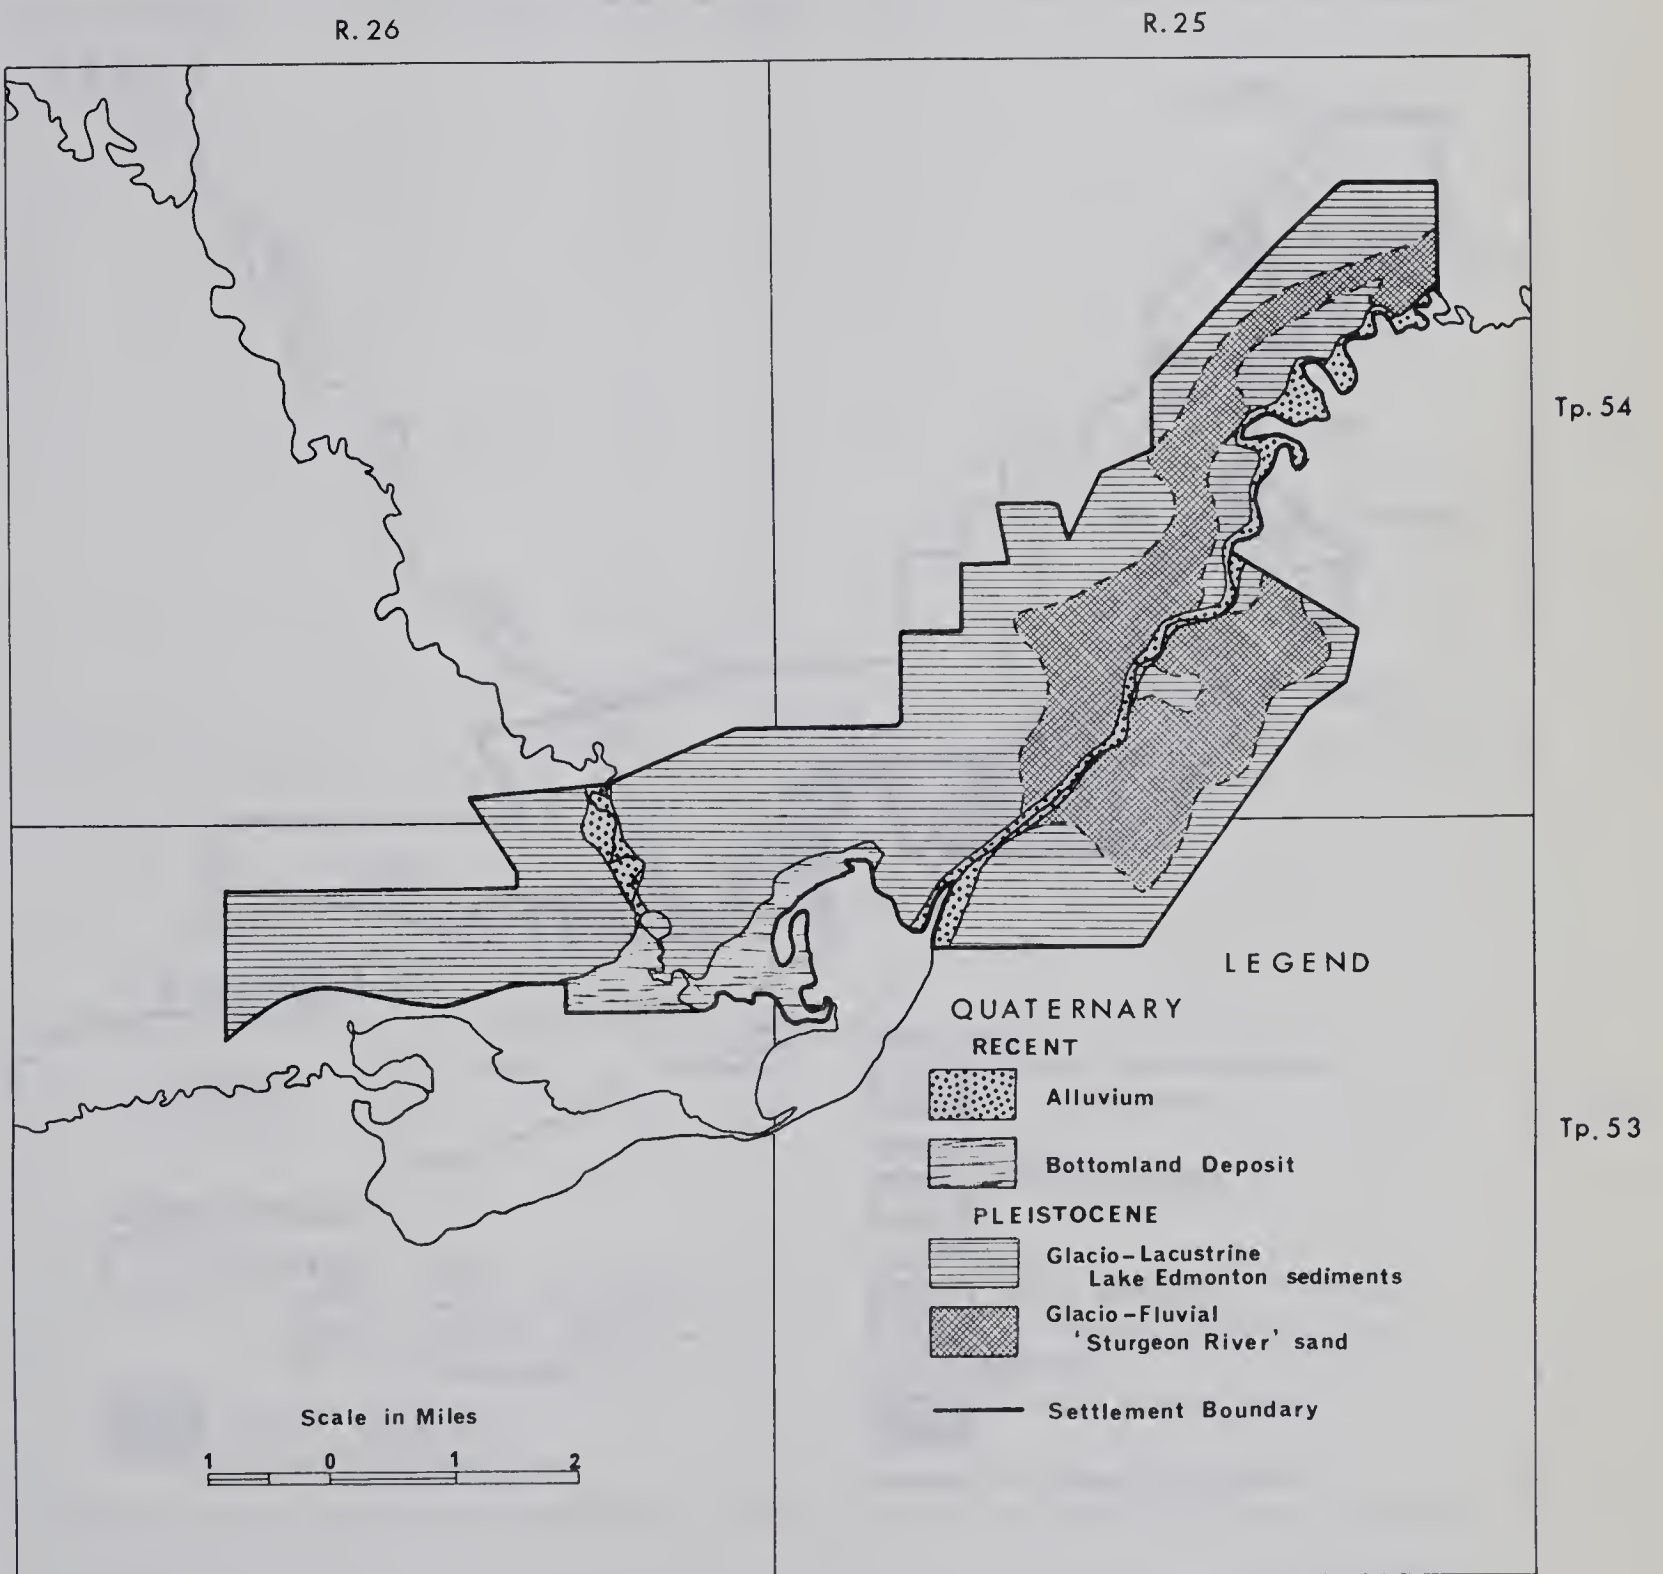 R. 26
R. 25
Tp. 54
LEGEND
QUATERNARY
RECENT
Alluvium
Tp. 53
Bottomland Deposit
PLEISTOCENE
Glacio-Lacustrine
Lake Edmonton sediments
Glacio-Fluvial
'Sturgeon River' sand
Settlement Boundary
Scale in Miles
1 0 1 2